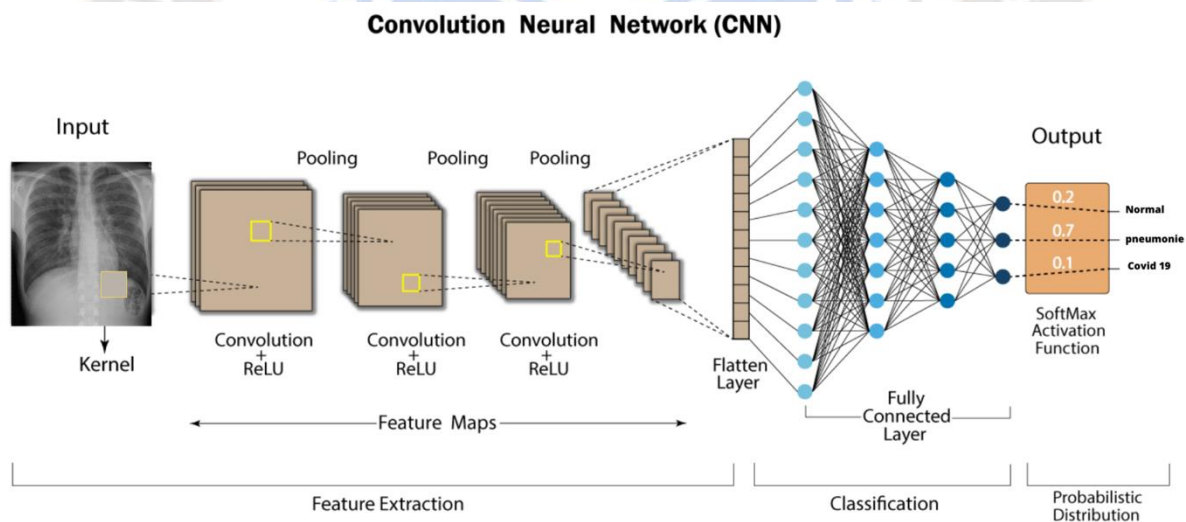 Convolution Neural Network (CNN)
Input
Kernel
Pooling
Pooling
Pooling
Convolution
+
ReLU
Convolution
+
ReLU
Convolution
+
ReLU
Feature Maps
Flatten
Layer
Fully
Connected
Layer
Output
0.2
Normal
0.7
pneumonie
0.1
Covid 19
SoftMax
Activation
Function
Feature Extraction
Classification
Probabilistic
Distribution